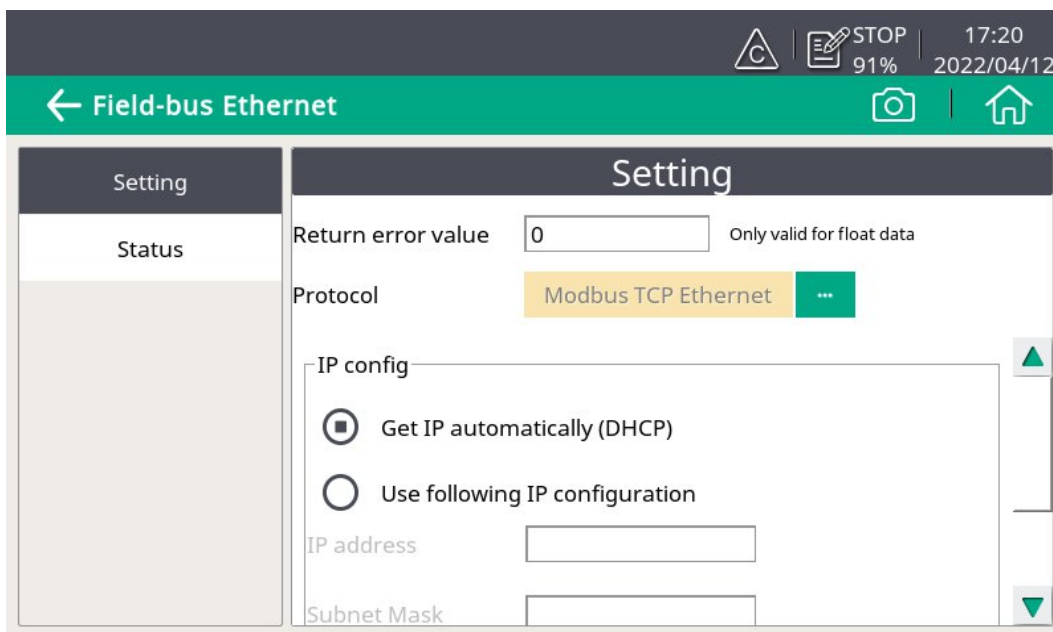 C
STOP
91%
17:20
2022/04/12
Field-bus Ethernet
Setting
Status
Setting
Return error value
0
Only valid for float data
Protocol
Modbus TCP Ethernet
...
IP config
Get IP automatically (DHCP)
Use following IP configuration
IP address
Subnet Mask